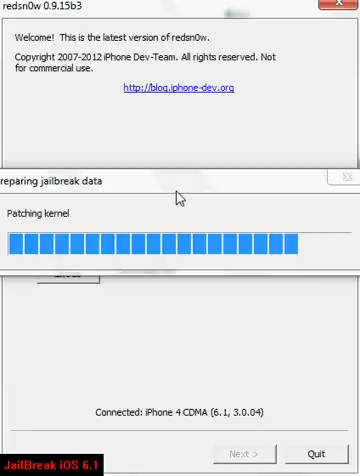 redsn0w 0.9.15b3
Welcome! This is the latest version of redsn0w.
Copyright 2007-2012 iPhone Dev-Team. All rights reserved. Not
for commercial use.
http://blog.iphone-dev.org
reparing jailbreak data
Patching kernel
Connected: iPhone 4 CDMA (6.1, 3.0.04)
Next >
Quit
JailBreak iOS 6.1